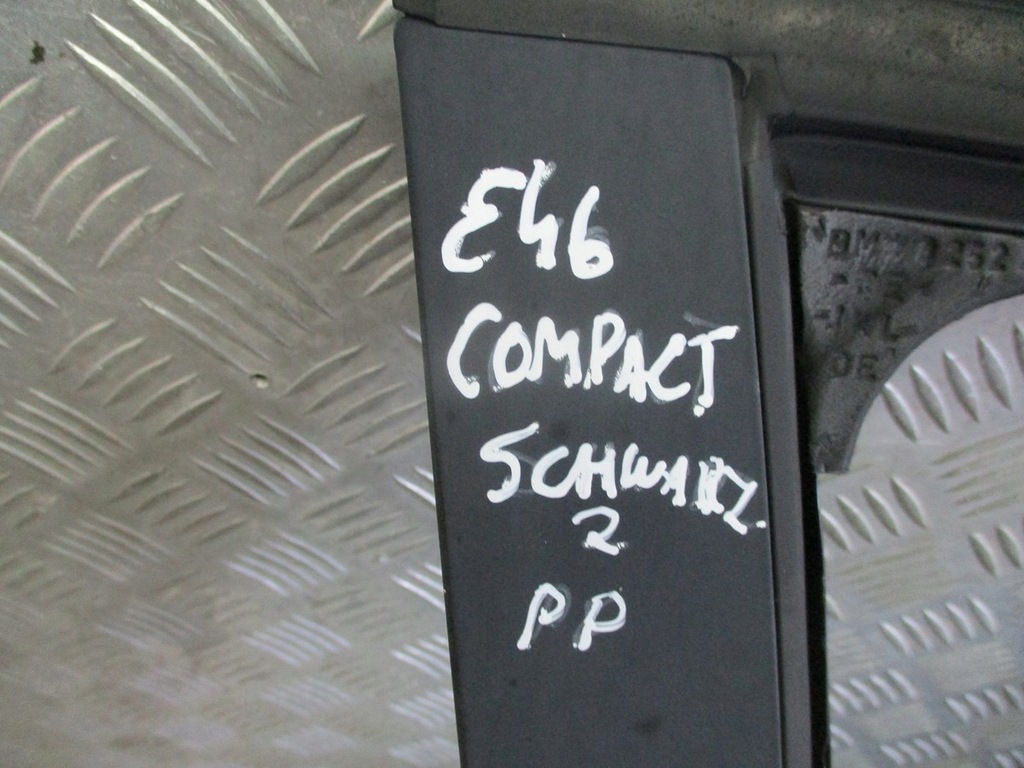 E46
COMPACT
SCHWARZ
2
PP